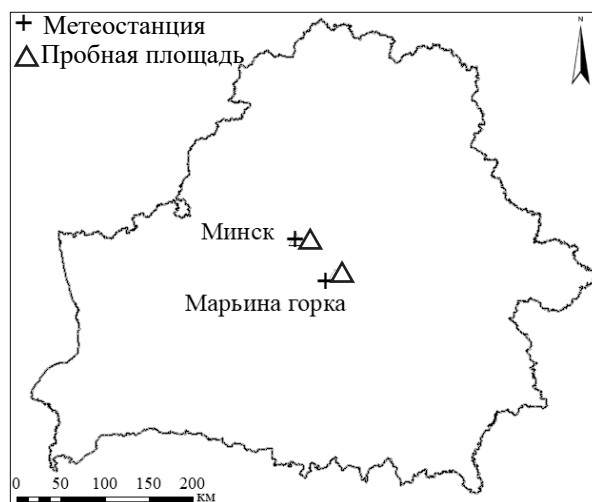 Метеостанция
Пробная площадь
N
Минск
Марьина горка
0 50 100 150 200
км